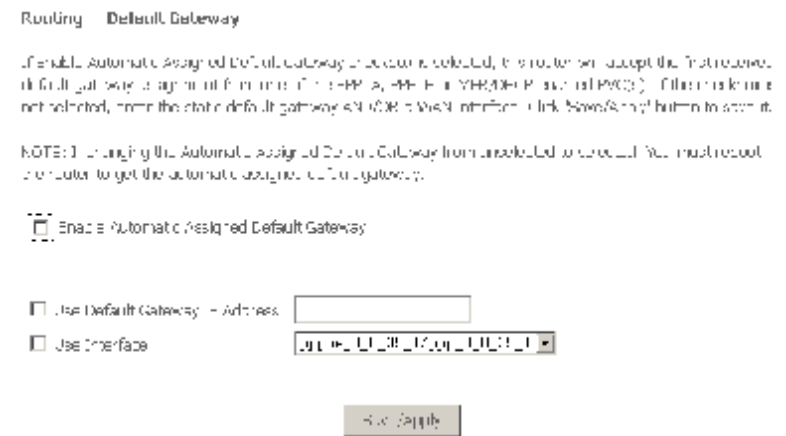 Routing Default Gateway
If Enable Automatic Assigned Default Gateway checkbox is selected, this router will accept the first received
default gateway assignment from one of the PPPoA, PPPoE or MER/DHCP enabled PVC(s). If the checkbox is
not selected, enter the static default gateway AND/OR a WAN interface. Click 'Save/Apply' button to save it.
NOTE: If changing the Automatic Assigned Default Gateway from unselected to selected, You must reboot
the router to get the automatic assigned default gateway.
Enable Automatic Assigned Default Gateway
Use Default Gateway IP Address
Use Interface
Save/Apply